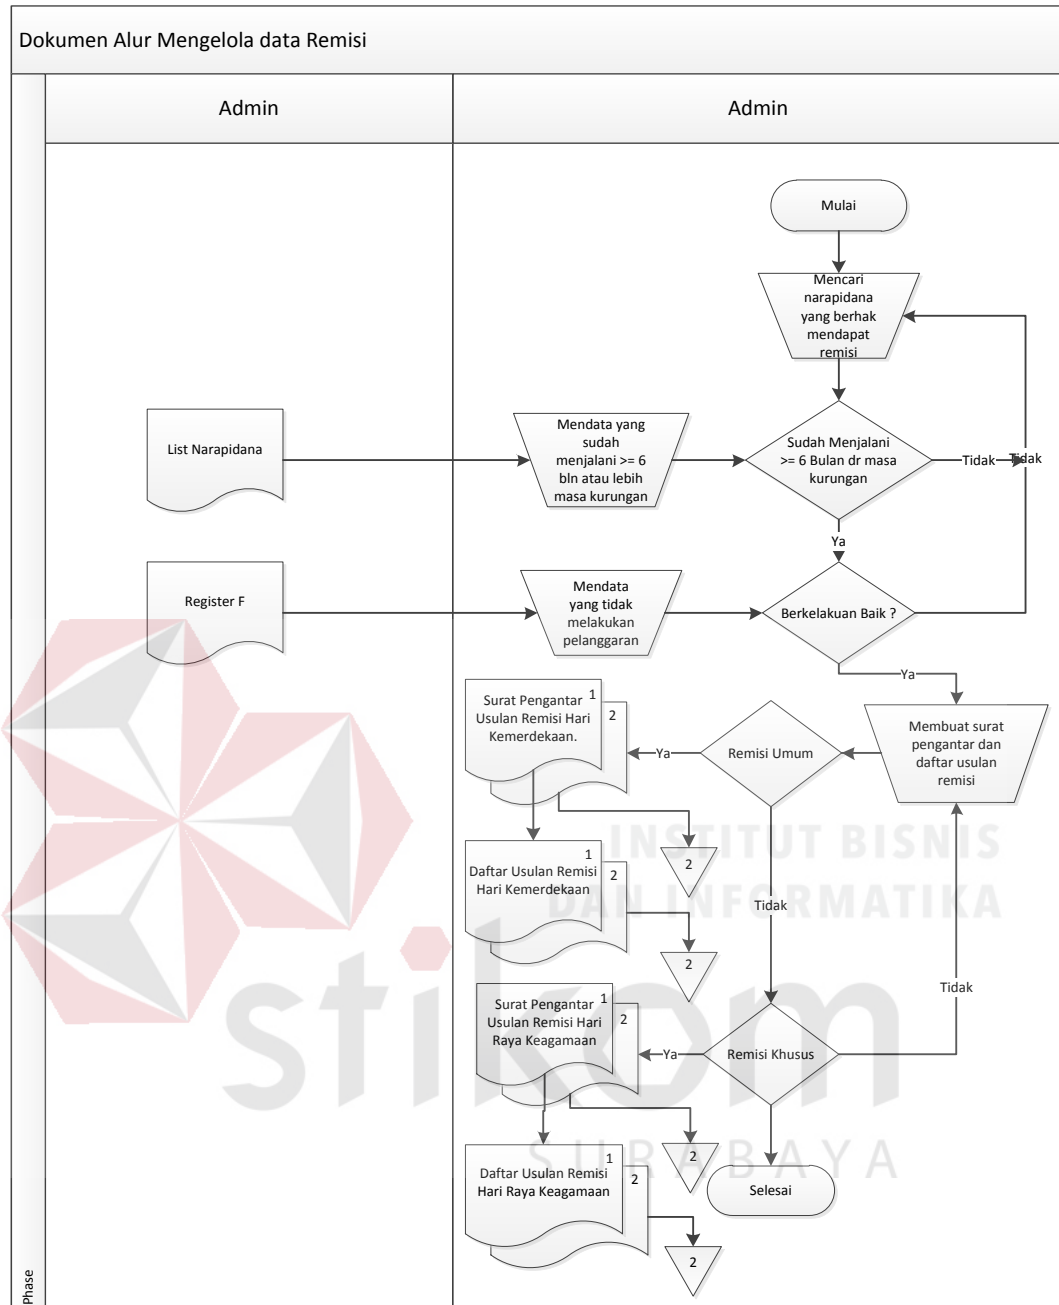 Dokumen Alur Mengelola data Remisi
Admin
Admin
Mulai
Mencari
narapidana
yang berhak
mendapat
remisi
List Narapidana
Mendata yang
sudah
menjalani >= 6
bln atau lebih
masa kurungan
Sudah Menjalani
>= 6 Bulan dr masa
kurungan
Tidak
Tidak
Ya
Register F
Mendata
yang tidak
melakukan
pelanggaran
Berkelakuan Baik ?
Ya
Surat Pengantar 1
Usulan Remisi Hari 2
Kemerdekaan.
Ya
Remisi Umum
Membuat surat
pengantar dan
daftar usulan
remisi
INSTITUT BISNIS
DAN INFORMATIKA
2
1
Daftar Usulan Remisi 2
Hari Kemerdekaan
Tidak
2
Tidak
stikom
SURABAYA
Surat Pengantar 1
Usulan Remisi Hari 2
Raya Keagamaan
Ya
Remisi Khusus
2
1
Daftar Usulan Remisi 2
Hari Raya Keagamaan
Selesai
2
Phase